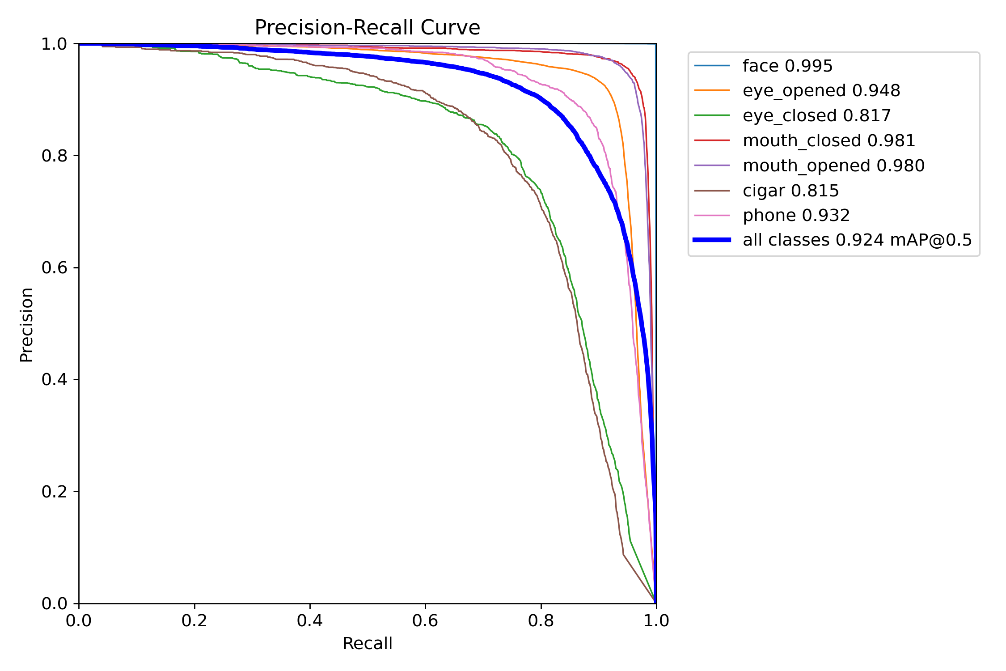 Precision-Recall Curve
1.0
0.8
0.6
0.4
0.2
0.0
Precision
0.0 0.2 0.4 0.6 0.8 1.0
Recall
face 0.995
eye_opened 0.948
eye_closed 0.817
mouth_closed 0.981
mouth_opened 0.980
cigar 0.815
phone 0.932
all classes 0.924 mAP@0.5